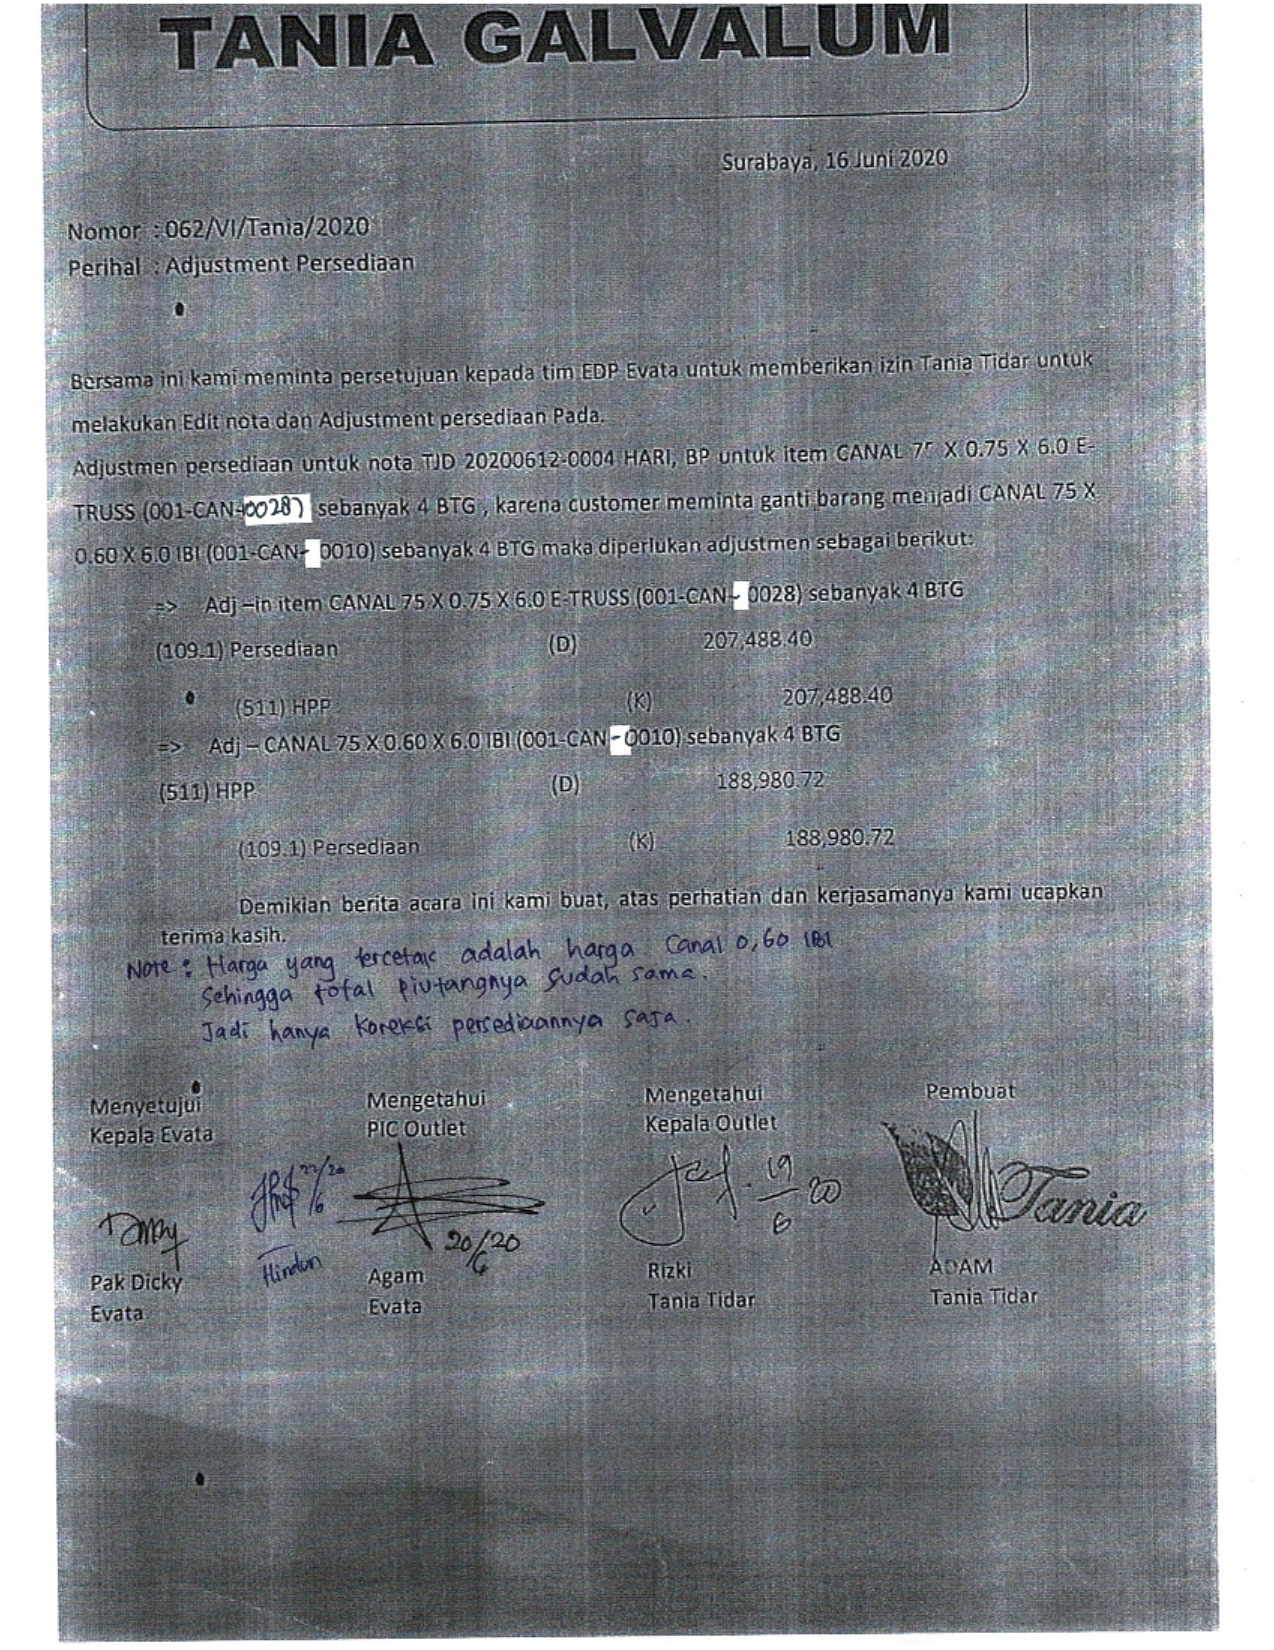 TANIA GALVALUM
Surabaya, 16 Juni 2020
Nomor : 062/VI/Tania/2020
Perihal : Adjustment Persediaan
Bersama ini kami meminta persetujuan kepada tim EDP Evata untuk memberikan izin Tania Tidar untuk
melakukan Edit nota dan Adjustment persediaan Pada.
Adjustmen persediaan untuk nota TJD 20200612-0004 HARI, BP untuk item CANAL X 0.75 X 6.0 E-
TRUSS (001-CAN-0028) sebanyak 4 BTG , karena customer meminta ganti barang menjadi CANAL 75 X
0.60 X 6.0 IBI (001-CAN- 0010) sebanyak 4 BTG maka diperlukan adjustmen sebagai berikut:
=> Adj –in item CANAL 75 X 0.75 X 6.0 E-TRUSS (001-CAN- 0028) sebanyak 4 BTG
(109.1) Persediaan (D) 207,488.40
(511) HPP (K) 207,488.40
=> Adj – CANAL 75 X 0.60 X 6.0 IBI (001-CAN-0010) sebanyak 4 BTG
(511) HPP (D) 188,980.72
(109.1) Persediaan (K) 188,980.72
Demikian berita acara ini kami buat, atas perhatian dan kerjasamanya kami ucapkan
terima kasih.
Note : Harga yang tercetak adalah harga Canal 0,60 IBI
Sehingga total piutangnya sudah sama.
Jadi hanya koreksi persediaannya saja.
Menyetujui Mengetahui Mengetahui Pembuat
Kepala Evata PIC Outlet Kepala Outlet
22/20 6 19/6 20 Tania
20/20 6
Hindun
Pak Dicky Agam Rizki ADAM
Evata Evata Tania Tidar Tania Tidar